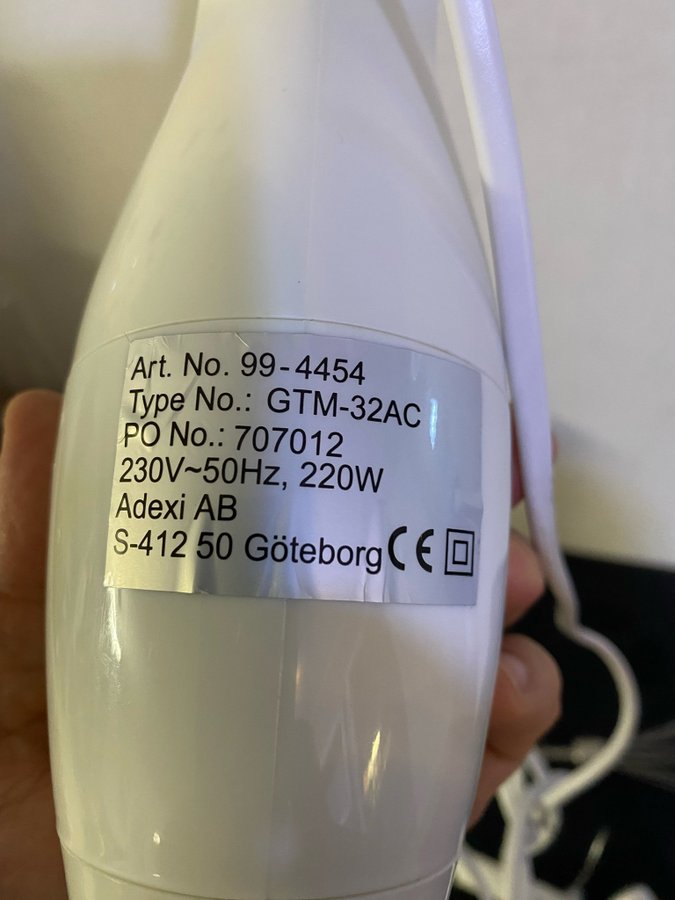 Art. No. 99-4454
Type No.: GTM-32AC
PO No.: 707012
230V~50Hz, 220W
Adexi AB
S-412 50 Göteborg CE